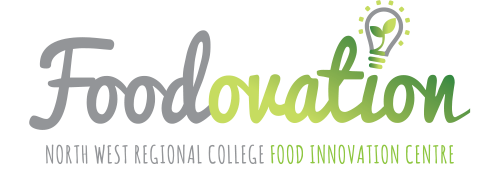 Foodovation
NORTH WEST REGIONAL COLLEGE FOOD INNOVATION CENTRE